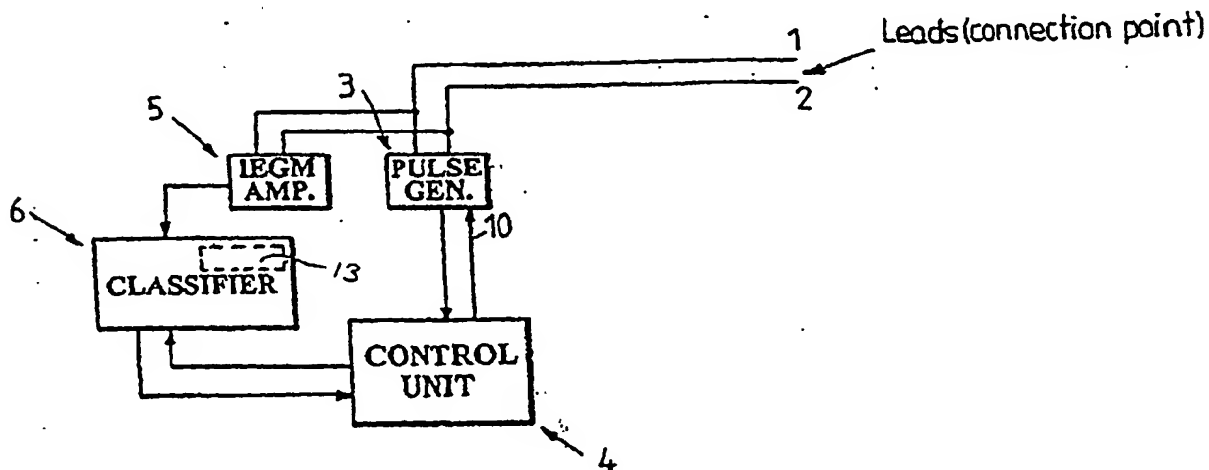 Leads (connection point)
1
2
3
5
IEGM
AMP.
PULSE
GEN.
10
6
13
CLASSIFIER
CONTROL
UNIT
4